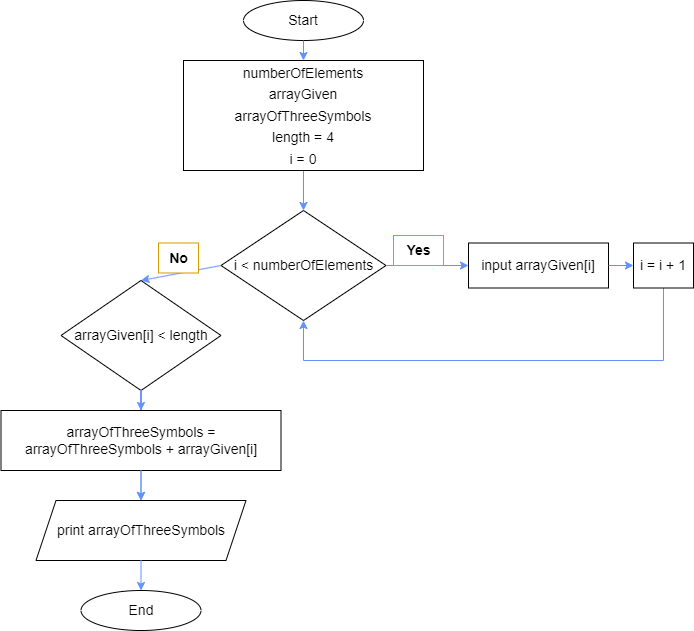 Start
numberOfElements
arrayGiven
arrayOfThreeSymbols
length = 4
i = 0
i < numberOfElements
Yes
input arrayGiven[i]
i = i + 1
No
arrayGiven[i] < length
arrayOfThreeSymbols =
arrayOfThreeSymbols + arrayGiven[i]
print arrayOfThreeSymbols
End